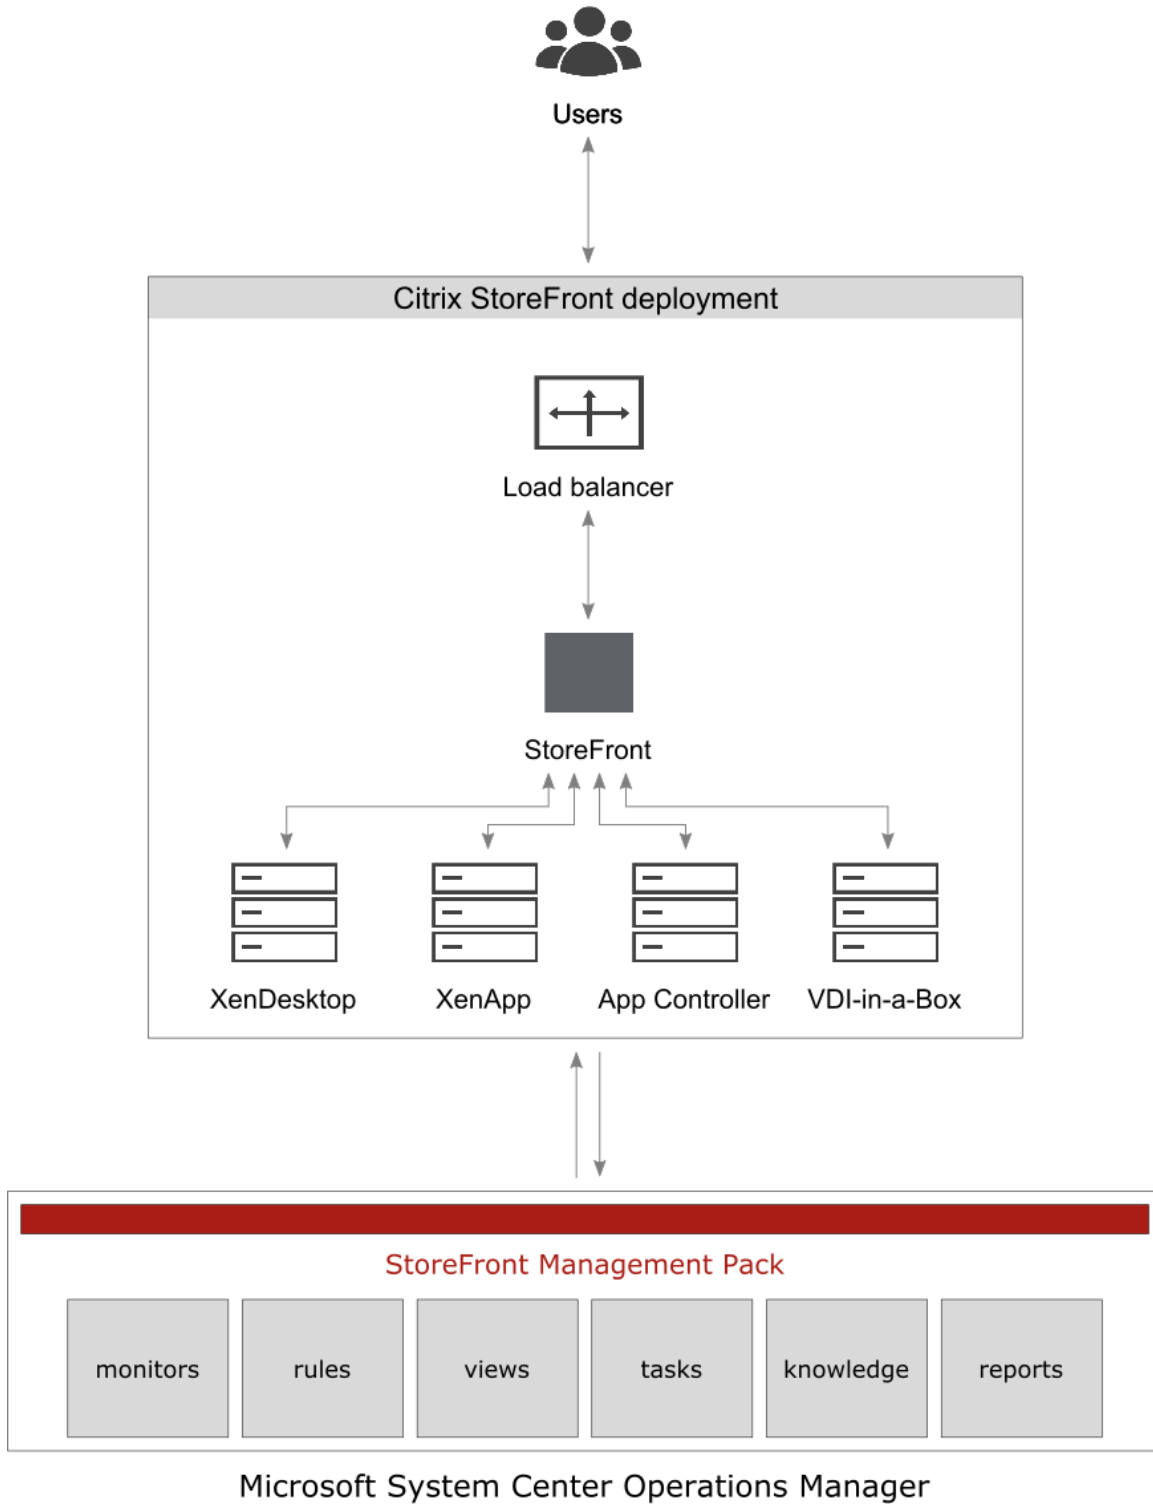 Users
Citrix StoreFront deployment
Load balancer
StoreFront
XenDesktop XenApp App Controller VDI-in-a-Box
StoreFront Management Pack
monitors rules views tasks knowledge reports
Microsoft System Center Operations Manager